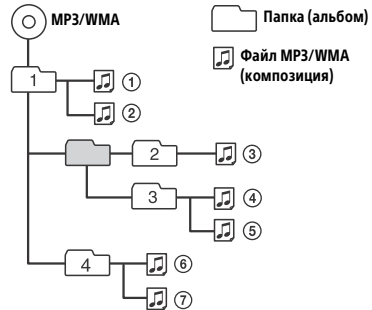 MP3/WMA
Папка (альбом)
Файл MP3/WMA
(композиция)
1
①
②
2
③
3
④
⑤
4
⑥
⑦